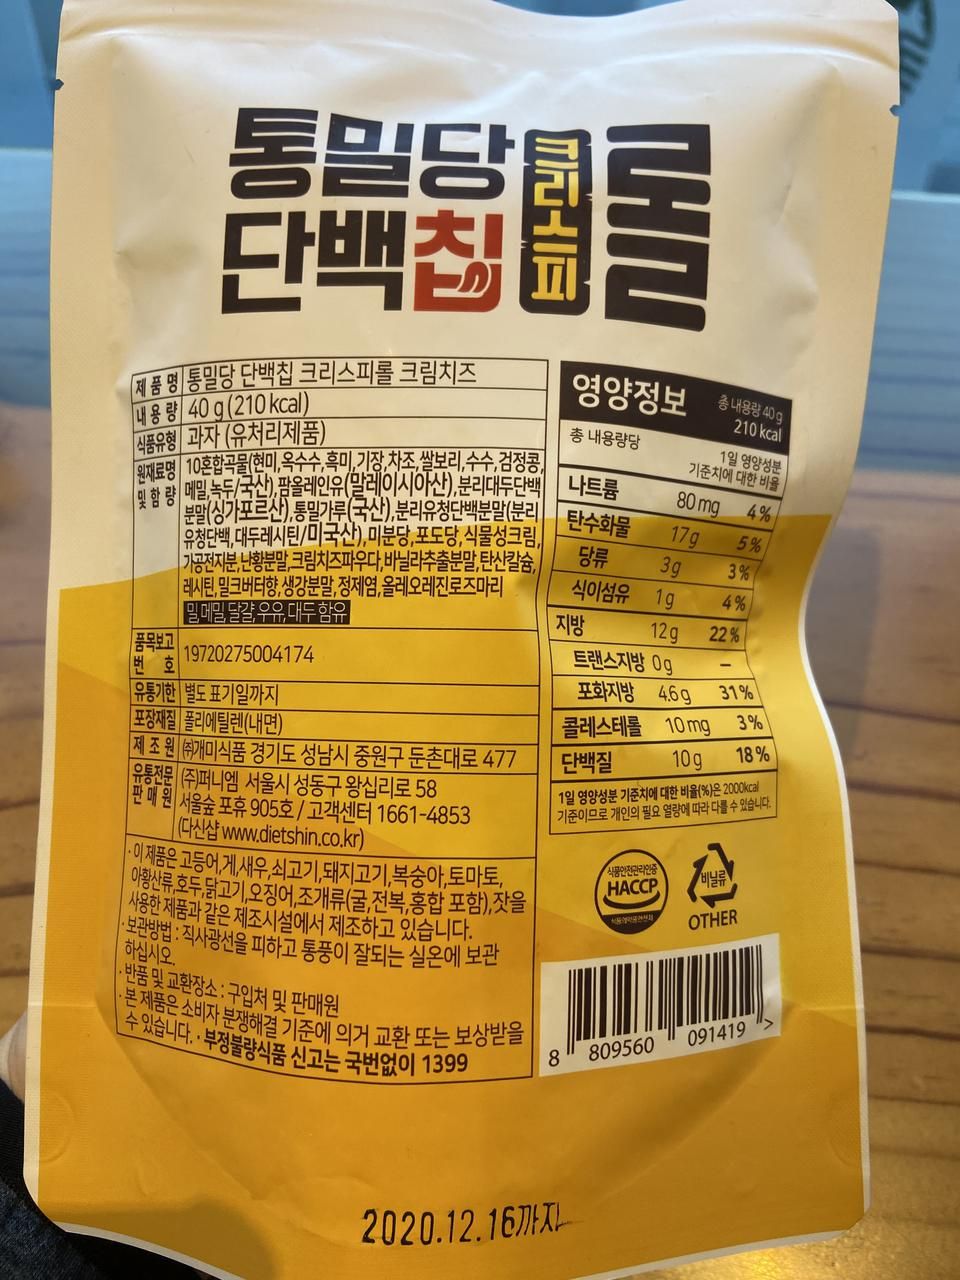 통밀당
단백칩
크리스피
롤
제품명 통밀당 단백칩 크리스피롤 크림치즈
내용량 40 g (210 kcal)
식품유형 과자 (유처리제품)
원재료명 및 함량
10혼합곡물(현미,옥수수,흑미,기장,차조,쌀보리,수수,검정콩,
메밀,녹두/국산),팜올레인유(말레이시아산),분리대두단백
분말(싱가포르산),통밀가루(국산),분리유청단백분말(분리
유청단백,대두레시틴/미국산),미분당,포도당,식물성크림,
가공전지분,난황분말,크림치즈파우다,바닐라추출분말,탄산칼슘,
레시틴,밀크버터향,생강분말,정제염,올레오레진로즈마리
밀,메밀,달걀,우유,대두 함유
품목보고번호 19720275004174
유통기한 별도 표기일까지
포장재질 폴리에틸렌(내면)
제조원 ㈜개미식품 경기도 성남시 중원구 둔촌대로 477
유통전문판매원 (주)퍼니엠 서울시 성동구 왕십리로 58
서울숲 포휴 905호 / 고객센터 1661-4853
(다신샵 www.dietshin.co.kr)
· 이 제품은 고등어,게,새우,쇠고기,돼지고기,복숭아,토마토,
아황산류,호두,닭고기,오징어,조개류(굴,전복,홍합 포함),잣을
사용한 제품과 같은 제조시설에서 제조하고 있습니다.
· 보관방법 : 직사광선을 피하고 통풍이 잘되는 실온에 보관
하십시오.
· 반품 및 교환장소 : 구입처 및 판매원
· 본 제품은 소비자 분쟁해결 기준에 의거 교환 또는 보상받을
수 있습니다. · 부정불량식품 신고는 국번없이 1399
영양정보
총 내용량 40 g
210 kcal
총 내용량당
1일 영양성분
기준치에 대한 비율
나트륨 80 mg 4 %
탄수화물 17 g 5 %
당류 3 g 3 %
식이섬유 1 g 4 %
지방 12 g 22 %
트랜스지방 0 g –
포화지방 4.6 g 31 %
콜레스테롤 10 mg 3 %
단백질 10 g 18 %
1일 영양성분 기준치에 대한 비율(%)은 2000kcal
기준이므로 개인의 필요 열량에 따라 다를 수 있습니다.
식품안전관리인증
HACCP
식품의약품안전처
비닐류
OTHER
8 809560 091419 >
2020.12.16까지